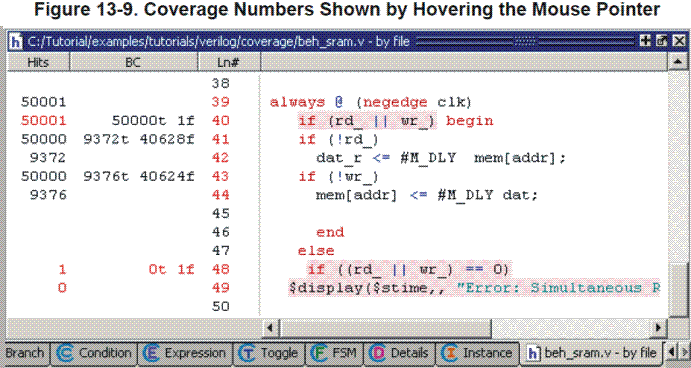 Figure 13-9. Coverage Numbers Shown by Hovering the Mouse Pointer
h C:/Tutorial/examples/tutorials/verilog/coverage/beh_sram.v - by file
Hits BC Ln#
38
50001 39 always @ (negedge clk)
50001 50000t 1f 40 if (rd_ || wr_) begin
50000 9372t 40628f 41 if (!rd_)
9372 42 dat_r <= #M_DLY mem[addr];
50000 9376t 40624f 43 if (!wr_)
9376 44 mem[addr] <= #M_DLY dat;
45
46 end
47 else
1 0t 1f 48 if ((rd_ || wr_) == 0)
0 49 $display($stime,, "Error: Simultaneous R
50
Branch Condition Expression Toggle FSM Details Instance h beh_sram.v - by file